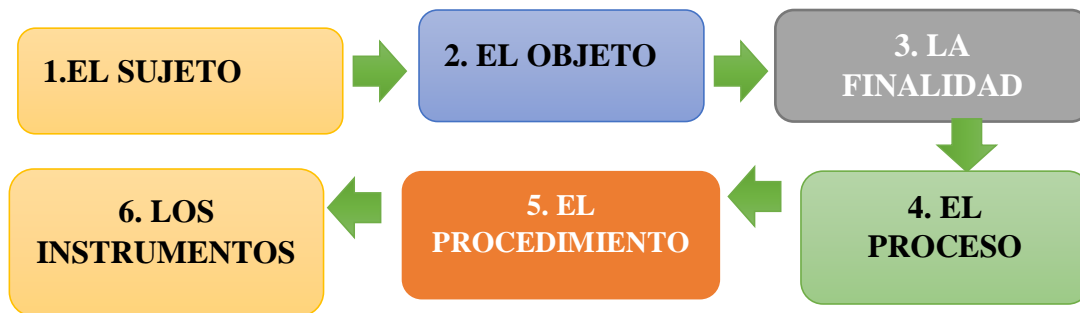 1.EL SUJETO
2. EL OBJETO
3. LA
FINALIDAD
4. EL
PROCESO
5. EL
PROCEDIMIENTO
6. LOS
INSTRUMENTOS